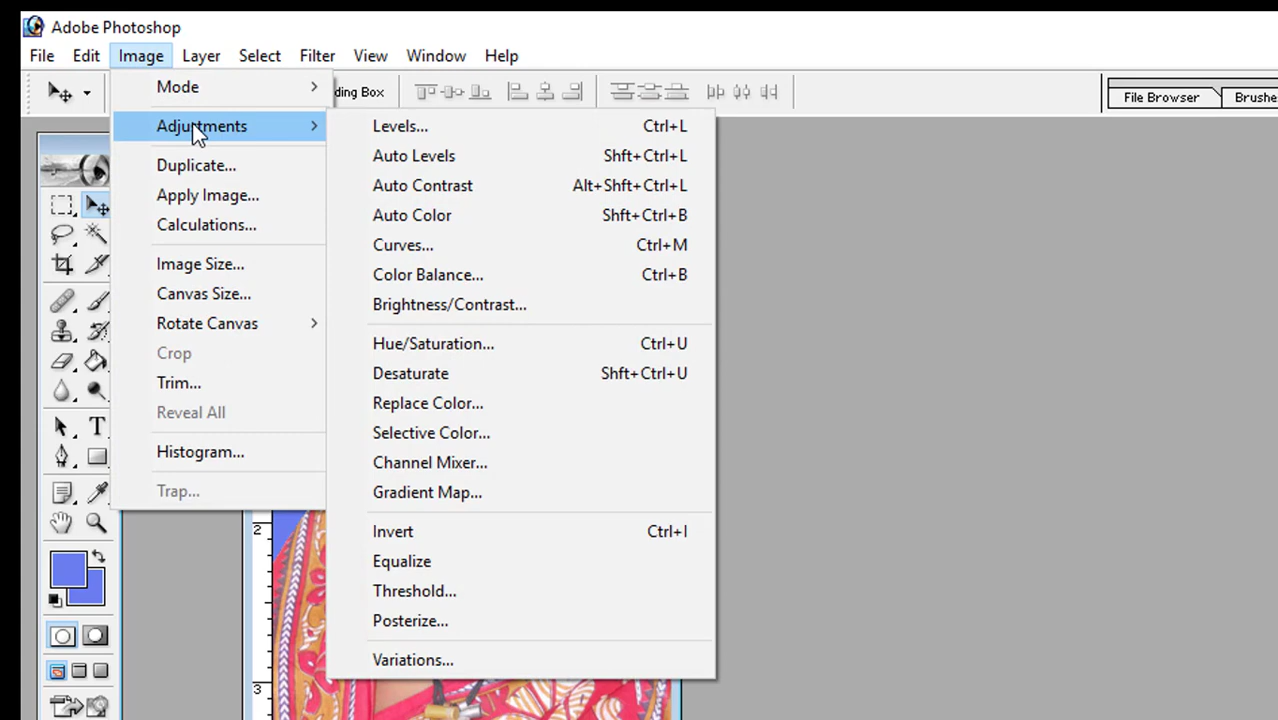 Adobe Photoshop
File Edit Image Layer Select Filter View Window Help
ding Box
File Browser
Brushe
Mode
Adjustments
Duplicate...
Apply Image...
Calculations...
Image Size...
Canvas Size...
Rotate Canvas
Crop
Trim...
Reveal All
Histogram...
Trap...
Levels... Ctrl+L
Auto Levels Shft+Ctrl+L
Auto Contrast Alt+Shft+Ctrl+L
Auto Color Shft+Ctrl+B
Curves... Ctrl+M
Color Balance... Ctrl+B
Brightness/Contrast...
Hue/Saturation... Ctrl+U
Desaturate Shft+Ctrl+U
Replace Color...
Selective Color...
Channel Mixer...
Gradient Map...
Invert Ctrl+I
Equalize
Threshold...
Posterize...
Variations...
T
2
3